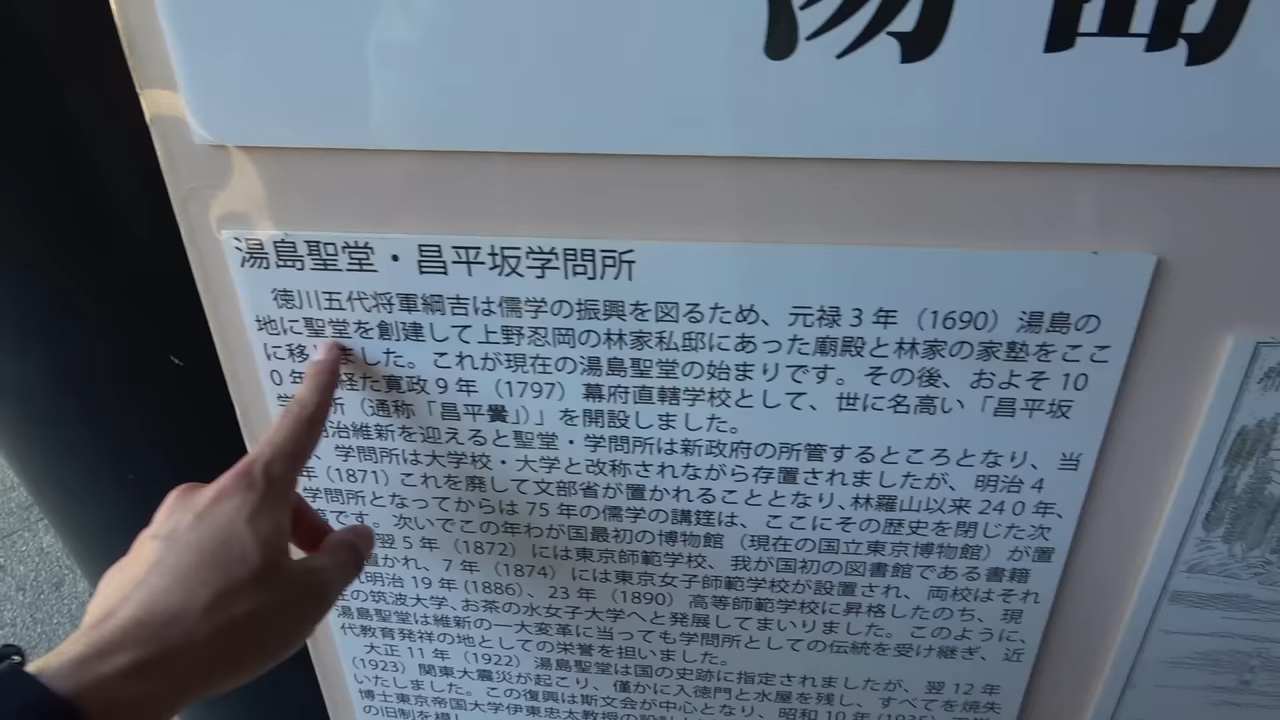 湯島
湯島聖堂・昌平坂学問所
徳川五代将軍綱吉は儒学の振興を図るため、元禄3年（1690）湯島の
地に聖堂を創建して上野忍岡の林家私邸にあった廟殿と林家の家塾をここ
に移しました。これが現在の湯島聖堂の始まりです。その後、およそ10
0年を経た寛政9年（1797）幕府直轄学校として、世に名高い「昌平坂
学問所（通称『昌平黌』）」を開設しました。
明治維新を迎えると聖堂・学問所は新政府の所管するところとなり、当
、学問所は大学校・大学と改称されながら存置されましたが、明治4
年（1871）これを廃して文部省が置かれることとなり、林羅山以来240年、
学問所となってからは75年の儒学の講筵は、ここにその歴史を閉じた次
第です。次いでこの年わが国最初の博物館（現在の国立東京博物館）が置
翌5年（1872）には東京師範学校、我が国初の図書館である書籍
置かれ、7年（1874）には東京女子師範学校が設置され、両校はそれ
明治19年（1886）、23年（1890）高等師範学校に昇格したのち、現
在の筑波大学、お茶の水女子大学へと発展してまいりました。このように、
湯島聖堂は維新の一大変革に当っても学問所としての伝統を受け継ぎ、近
代教育発祥の地としての栄誉を担いました。
大正11年（1922）湯島聖堂は国の史跡に指定されましたが、翌12年
（1923）関東大震災が起こり、僅かに入徳門と水屋を残し、すべてを焼失
いたしました。この復興は斯文会が中心となり、昭和10年（1935）
博士東京帝国大学伊東忠太教授の設計
の旧制を模し